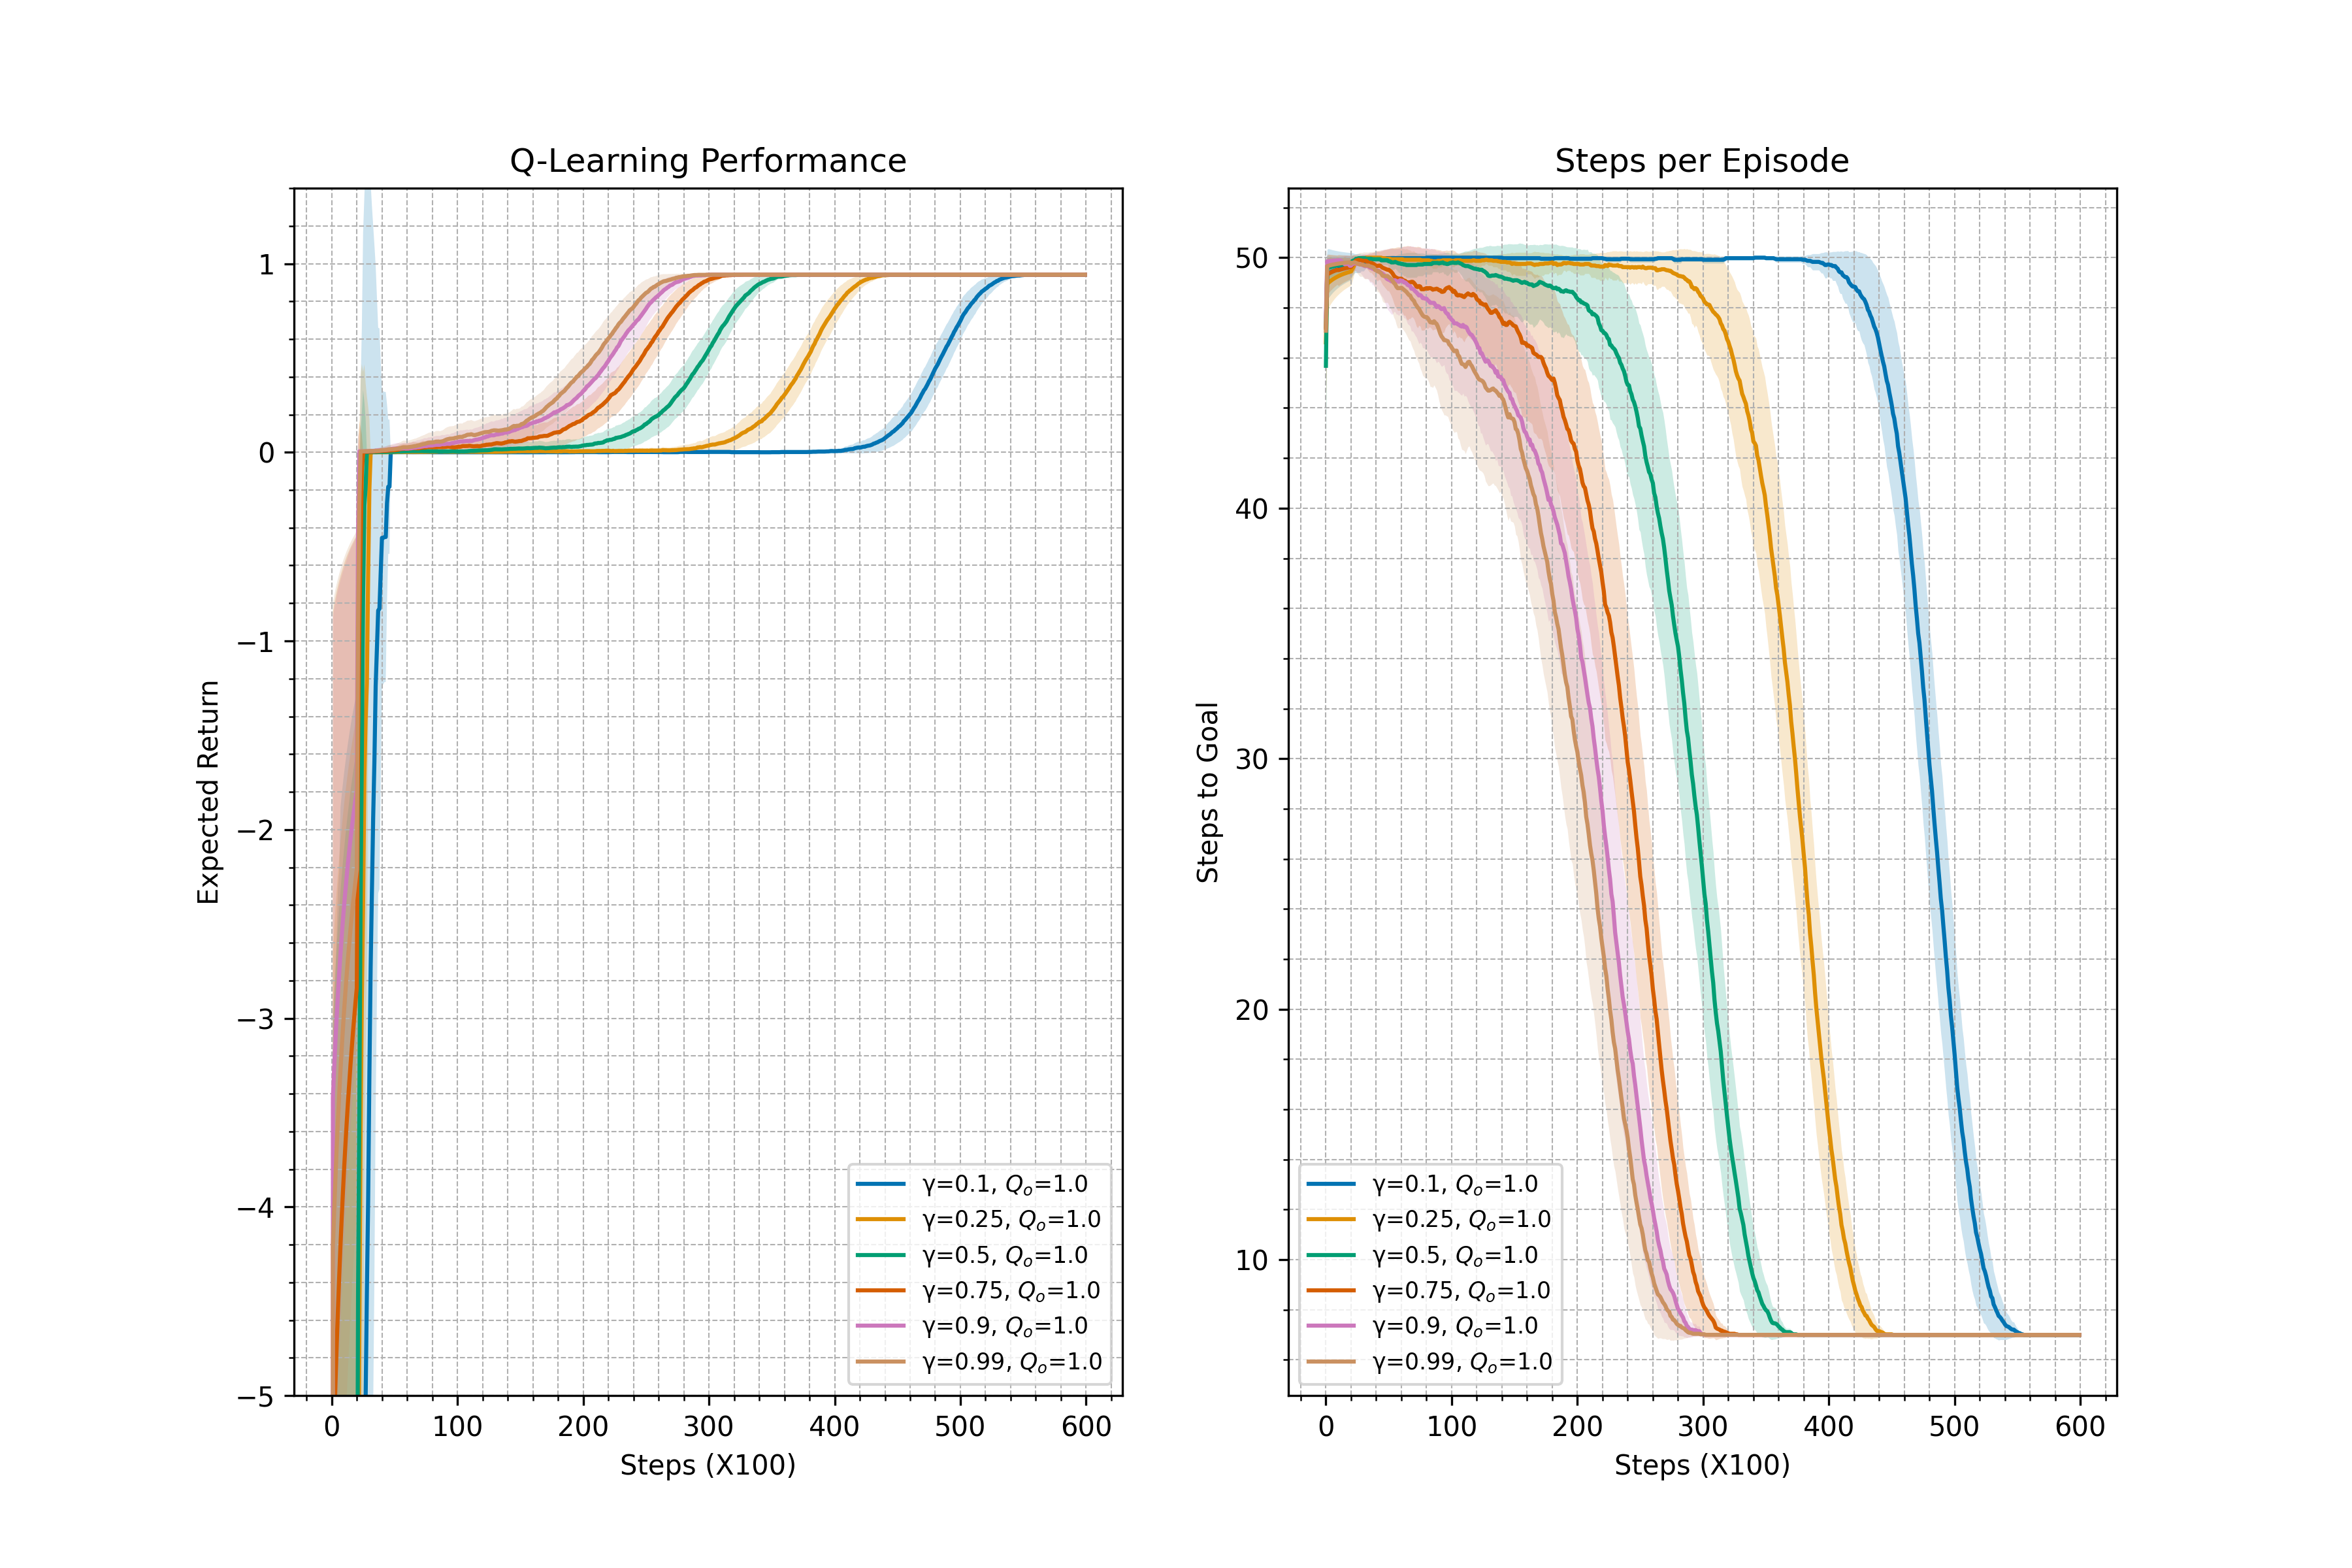 Q-Learning Performance
1
0
−1
−2
−3
−4
−5
Expected Return
0 100 200 300 400 500 600
Steps (X100)
γ=0.1, Qₒ=1.0
γ=0.25, Qₒ=1.0
γ=0.5, Qₒ=1.0
γ=0.75, Qₒ=1.0
γ=0.9, Qₒ=1.0
γ=0.99, Qₒ=1.0
Steps per Episode
50
40
30
20
10
Steps to Goal
0 100 200 300 400 500 600
Steps (X100)
γ=0.1, Qₒ=1.0
γ=0.25, Qₒ=1.0
γ=0.5, Qₒ=1.0
γ=0.75, Qₒ=1.0
γ=0.9, Qₒ=1.0
γ=0.99, Qₒ=1.0